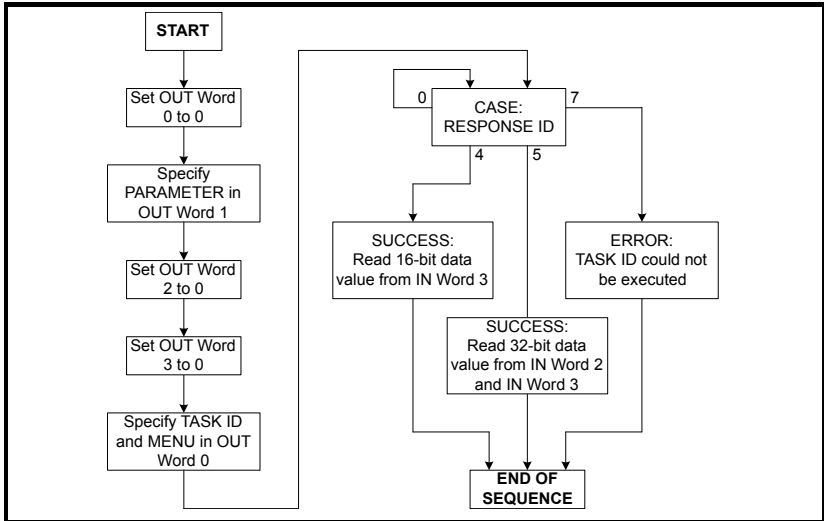 START
Set OUT Word
0 to 0
Specify
PARAMETER in
OUT Word 1
Set OUT Word
2 to 0
Set OUT Word
3 to 0
Specify TASK ID
and MENU in OUT
Word 0
0
CASE:
RESPONSE ID
7
4
5
SUCCESS:
Read 16-bit data
value from IN Word 3
SUCCESS:
Read 32-bit data
value from IN Word 2
and IN Word 3
ERROR:
TASK ID could not
be executed
END OF
SEQUENCE